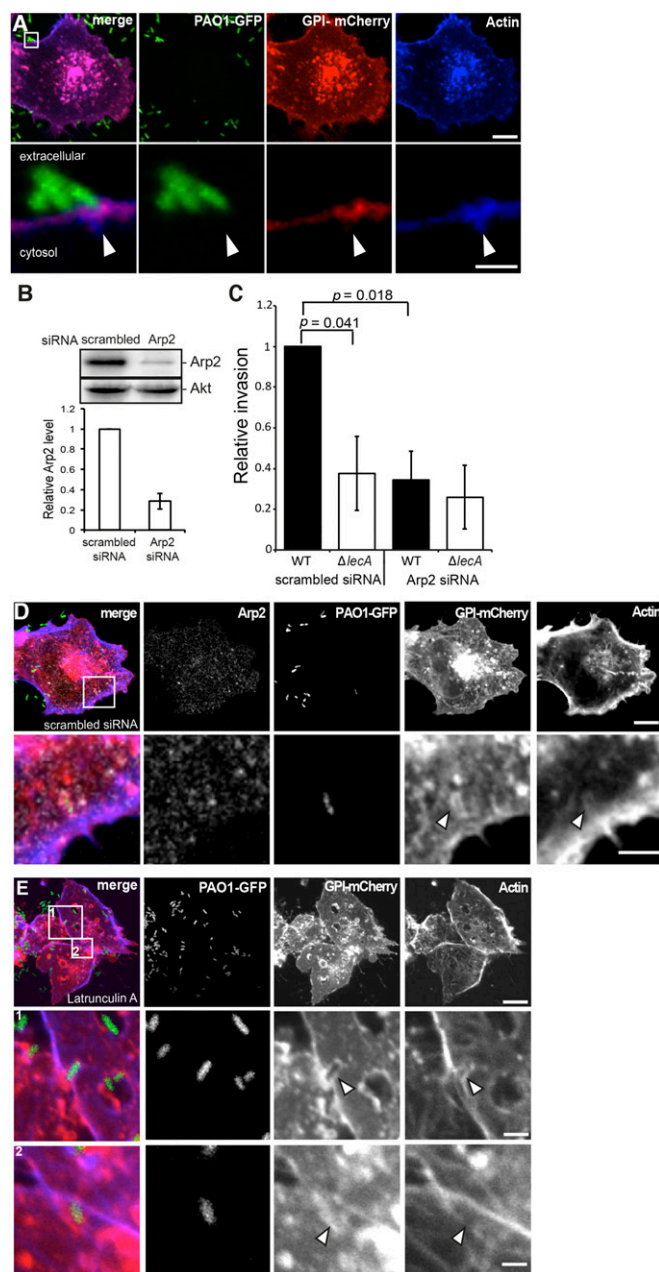 A
merge PAO1-GFP GPI- mCherry Actin
extracellular
cytosol
B
siRNA scrambled Arp2
Arp2
Akt
Relative Arp2 level
1.2
1
0.8
0.6
0.4
0.2
0
scrambled siRNA
Arp2 siRNA
C
p = 0.018
p = 0.041
Relative invasion
1.2
1
0.8
0.6
0.4
0.2
0
WT ΔlecA WT ΔlecA
scrambled siRNA Arp2 siRNA
D
merge Arp2 PAO1-GFP GPI-mCherry Actin
scrambled siRNA
E
merge PAO1-GFP GPI-mCherry Actin
1
2
Latrunculin A
1
2